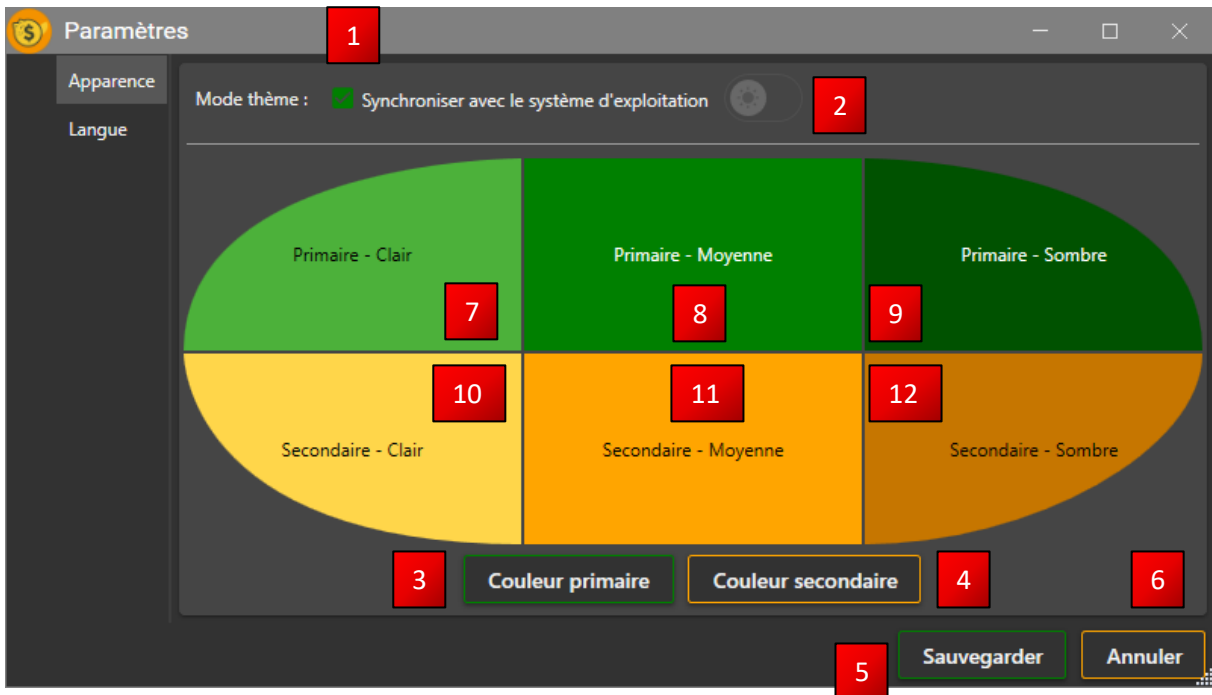 Paramètres
1
Apparence
Langue
Mode thème :
Synchroniser avec le système d'exploitation
2
Primaire - Clair
Primaire - Moyenne
Primaire - Sombre
7
8
9
10
11
12
Secondaire - Clair
Secondaire - Moyenne
Secondaire - Sombre
3
Couleur primaire
Couleur secondaire
4
6
5
Sauvegarder
Annuler